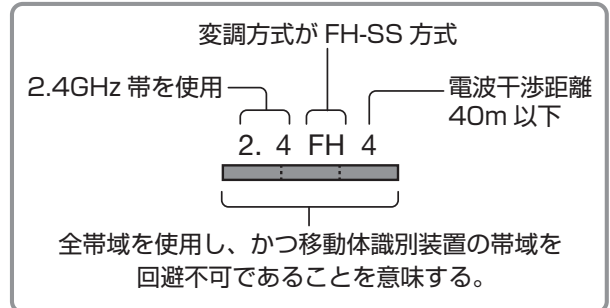 変調方式が FH-SS 方式
2.4GHz 帯を使用
電波干渉距離
40m 以下
2. 4 FH 4
全帯域を使用し、かつ移動体識別装置の帯域を
回避不可であることを意味する。